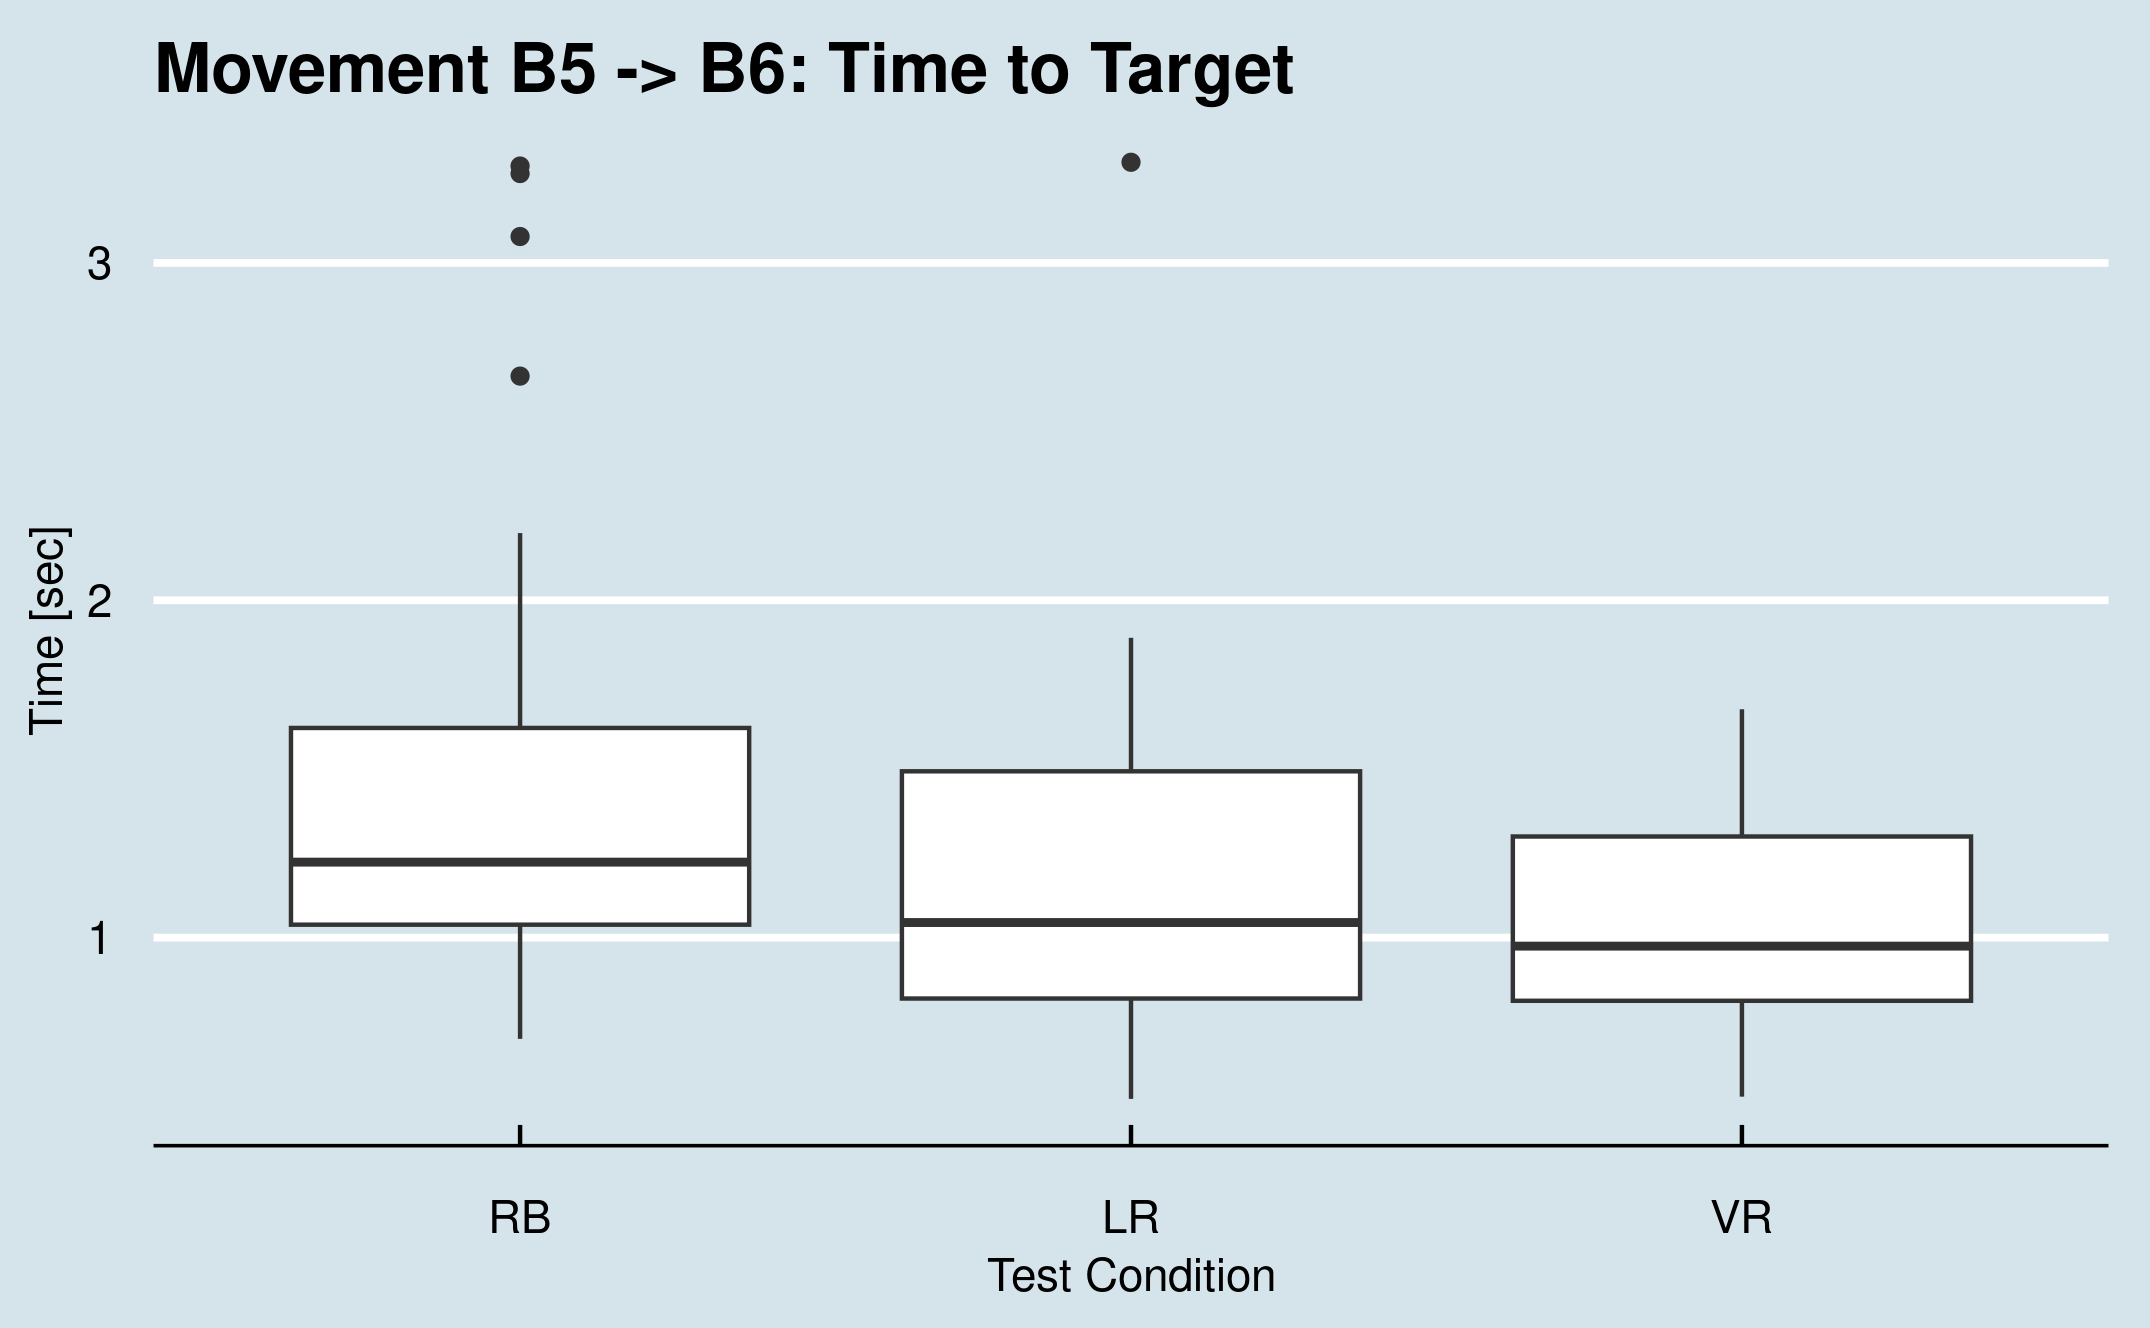 Movement B5 -> B6: Time to Target
3
2
1
Time [sec]
RB
LR
VR
Test Condition